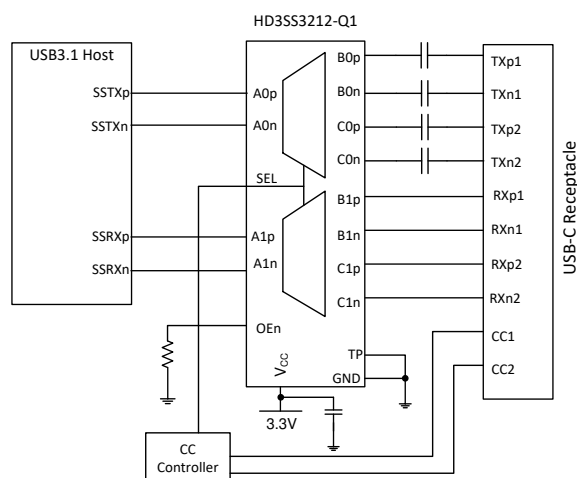 HD3SS3212-Q1
USB3.1 Host
SSTXp
SSTXn
SSRXp
SSRXn
A0p
A0n
SEL
A1p
A1n
OEn
VCC
B0p
B0n
C0p
C0n
B1p
B1n
C1p
C1n
TP
GND
3.3V
CC
Controller
TXp1
TXn1
TXp2
TXn2
RXp1
RXn1
RXp2
RXn2
CC1
CC2
USB-C Receptacle